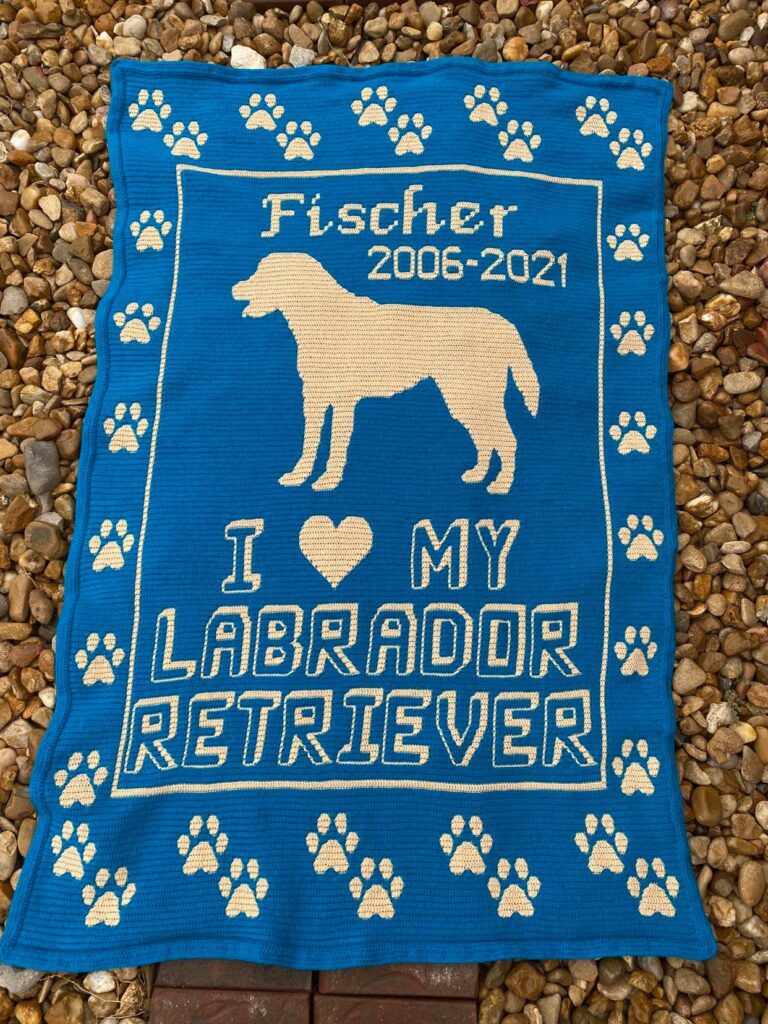 Fischer
2006-2021
I ♥ MY
LABRADOR
RETRIEVER